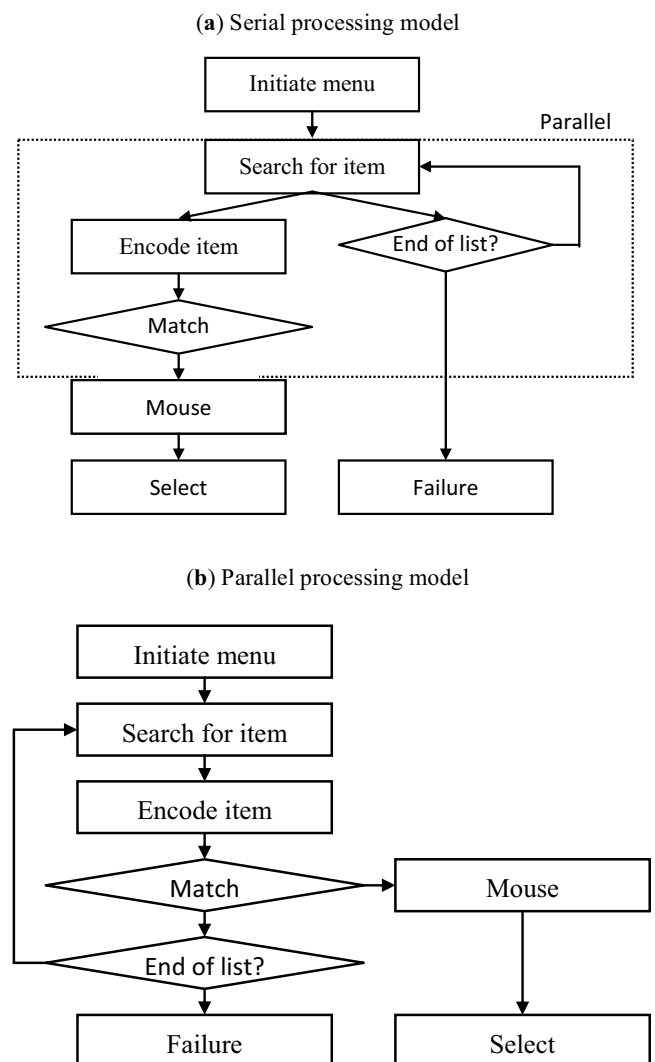 (a) Serial processing model
Initiate menu
Parallel
Search for item
Encode item
End of list?
Match
Mouse
Select
Failure
(b) Parallel processing model
Initiate menu
Search for item
Encode item
Match
Mouse
End of list?
Failure
Select